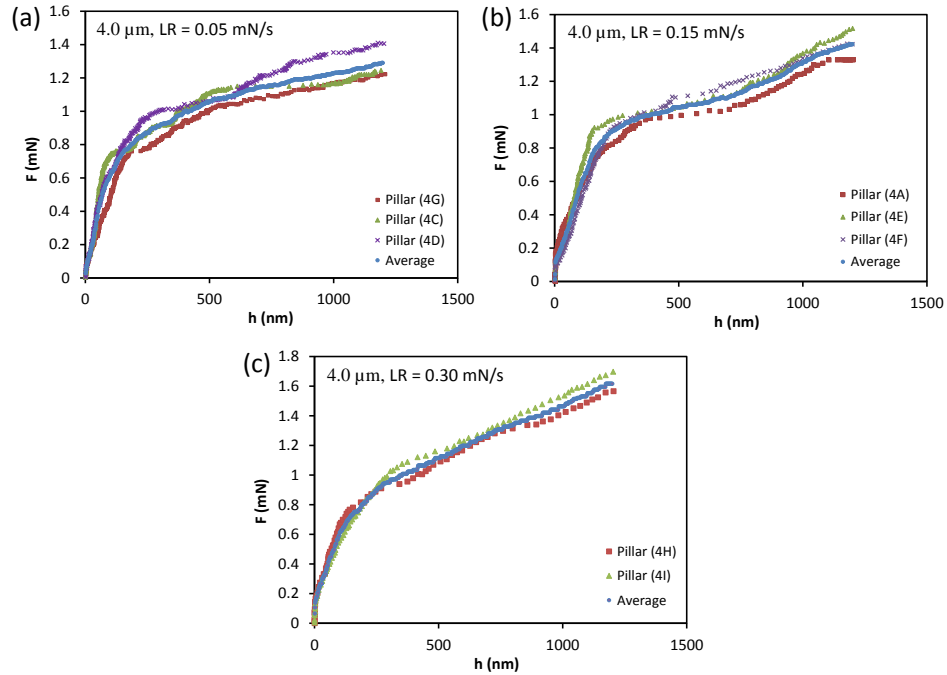 (a)
4.0 µm, LR = 0.05 mN/s
F (mN)
1.6
1.4
1.2
1
0.8
0.6
0.4
0.2
0
0
500
1000
1500
h (nm)
Pillar (4G)
Pillar (4C)
Pillar (4D)
Average
(b)
4.0 µm, LR = 0.15 mN/s
F (mN)
1.6
1.4
1.2
1
0.8
0.6
0.4
0.2
0
0
500
1000
1500
h (nm)
Pillar (4A)
Pillar (4E)
Pillar (4F)
Average
(c)
4.0 µm, LR = 0.30 mN/s
F (mN)
1.8
1.6
1.4
1.2
1
0.8
0.6
0.4
0.2
0
0
500
1000
1500
h (nm)
Pillar (4H)
Pillar (4I)
Average